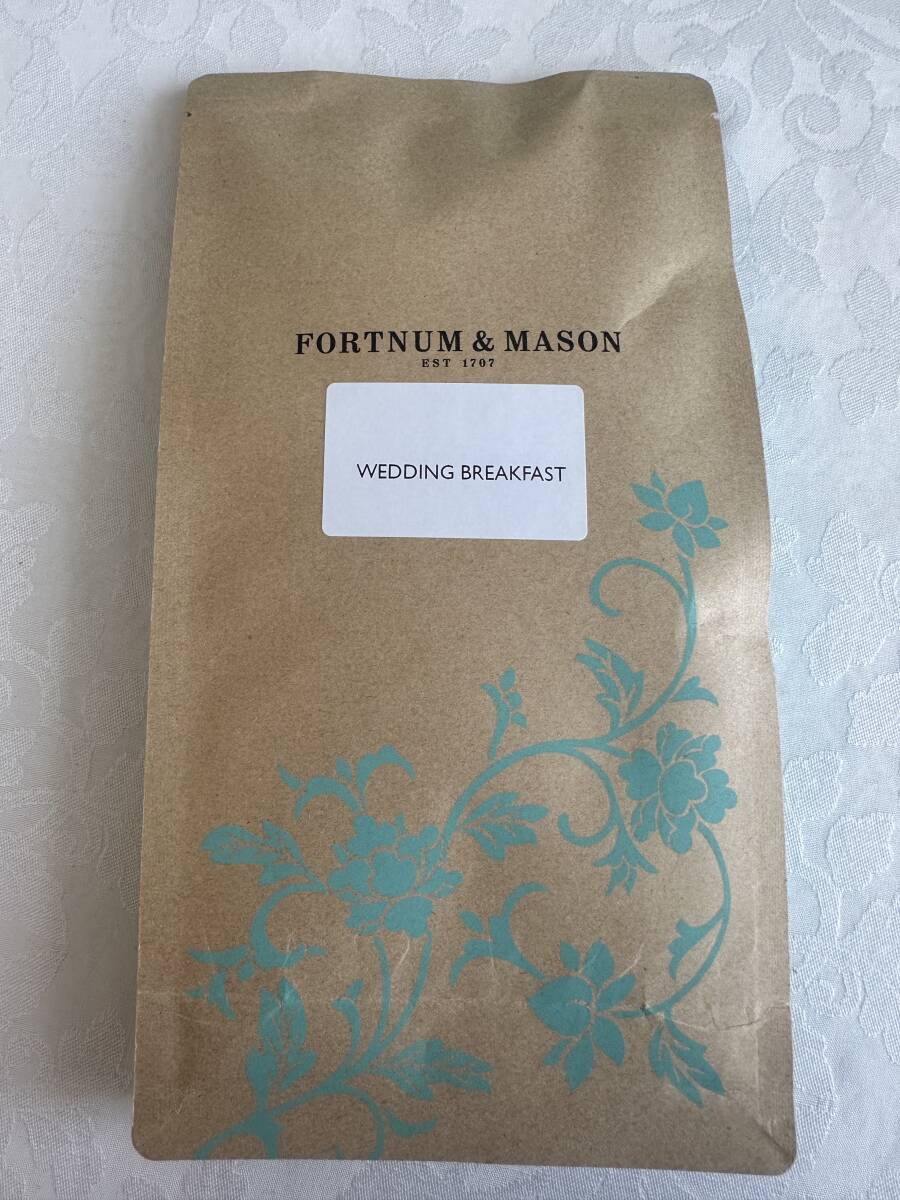 FORTNUM & MASON
EST 1707
WEDDING BREAKFAST